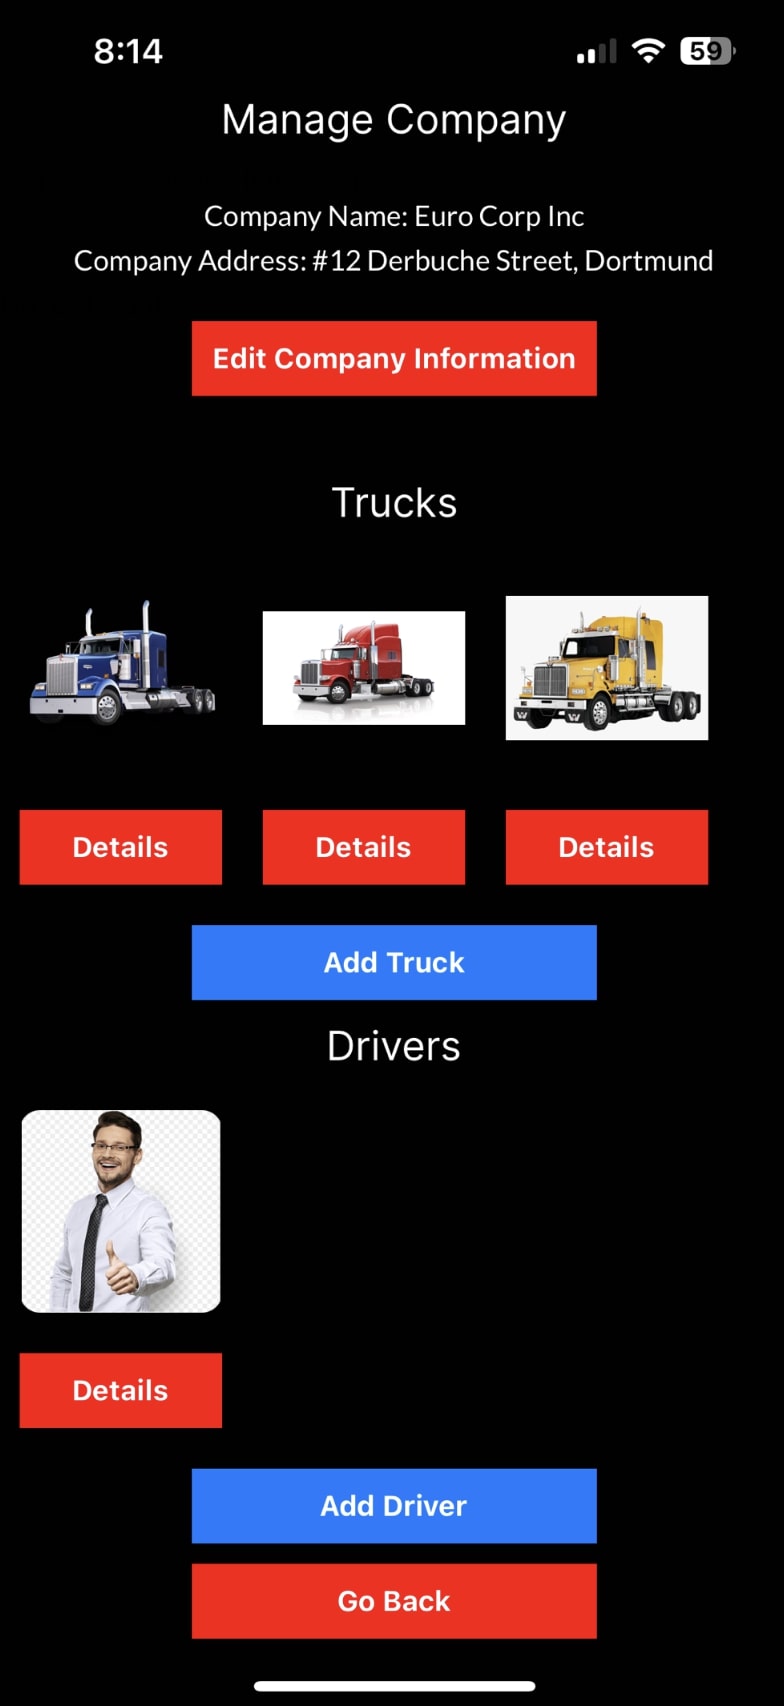 8:14
59
Manage Company
Company Name: Euro Corp Inc
Company Address: #12 Derbuche Street, Dortmund
Edit Company Information
Trucks
Details Details Details
Add Truck
Drivers
Details
Add Driver
Go Back